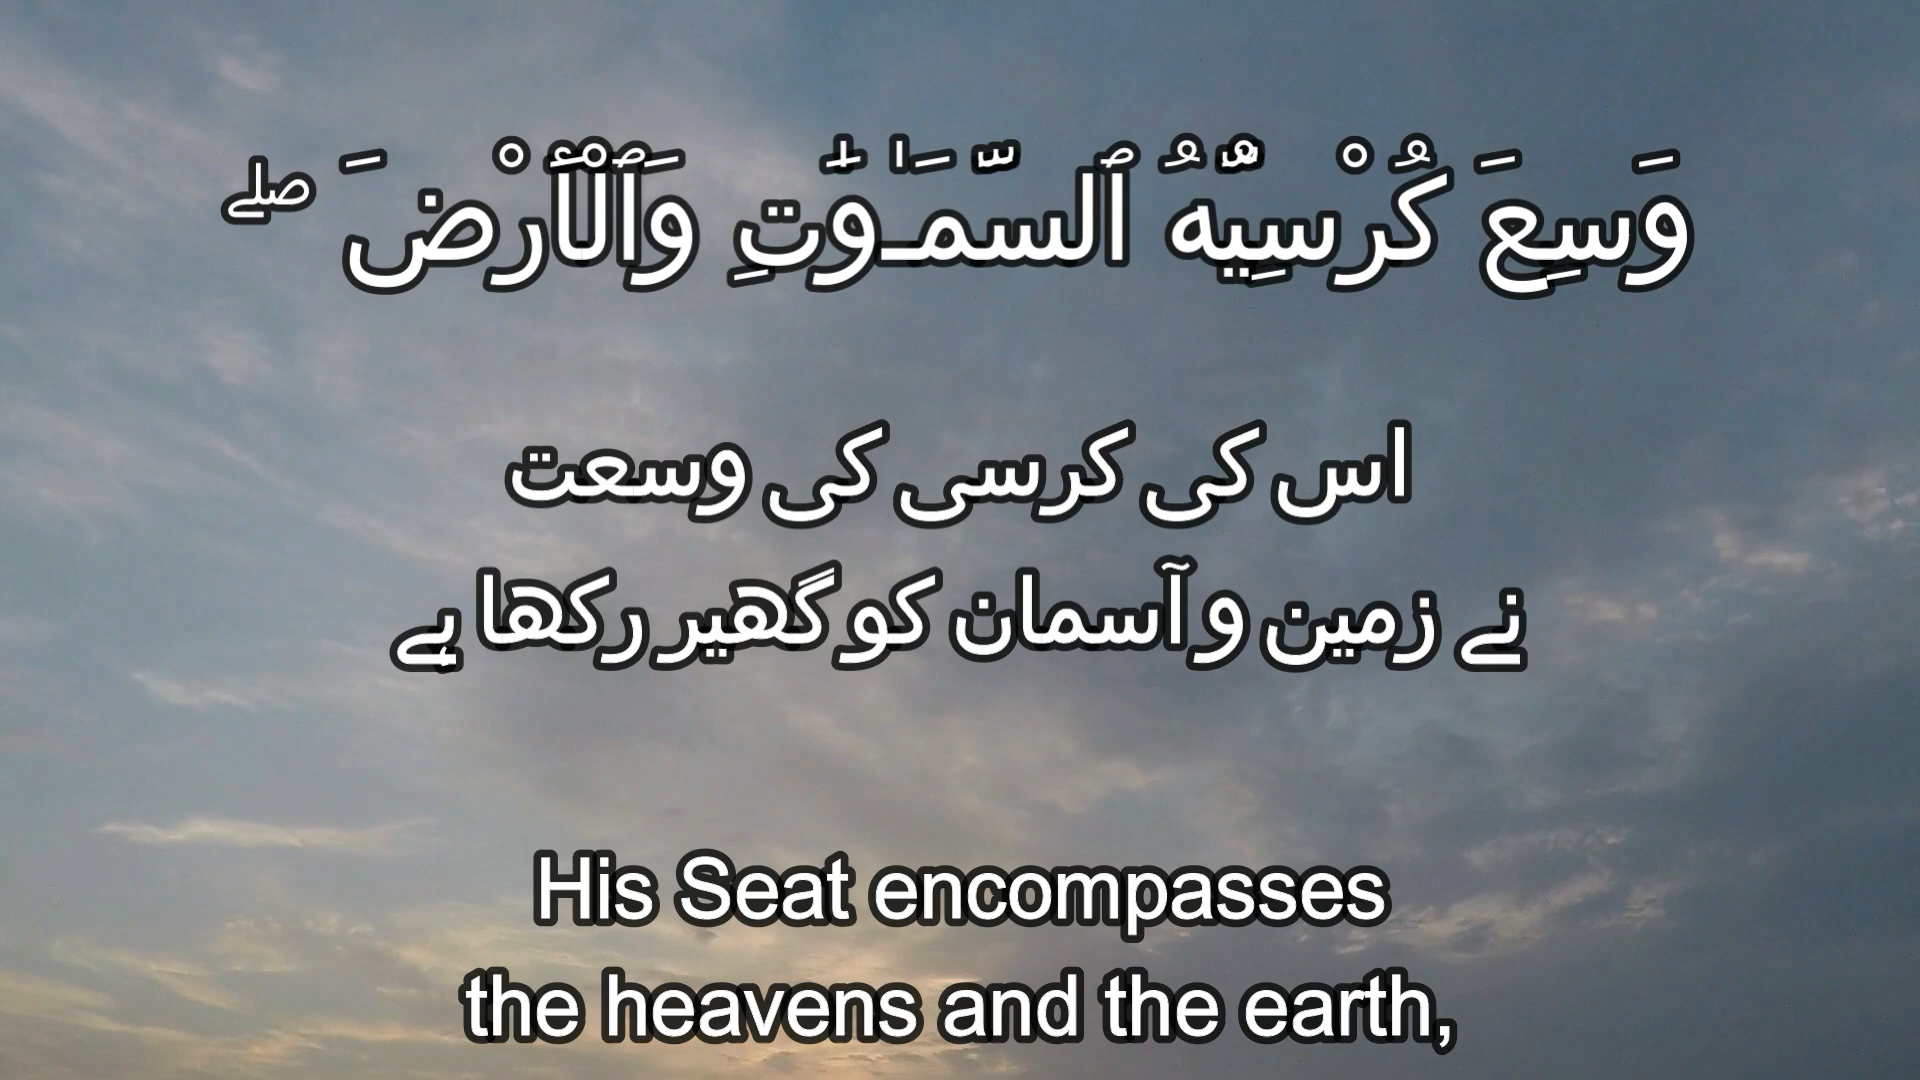 وَسِعَ كُرْسِيُّهُ ٱلسَّمَـٰوَٰتِ وَٱلْأَرْضَ ۖ
اس کی کرسی کی وسعت
نے زمین و آسمان کو گھیر رکھا ہے
His Seat encompasses
the heavens and the earth,